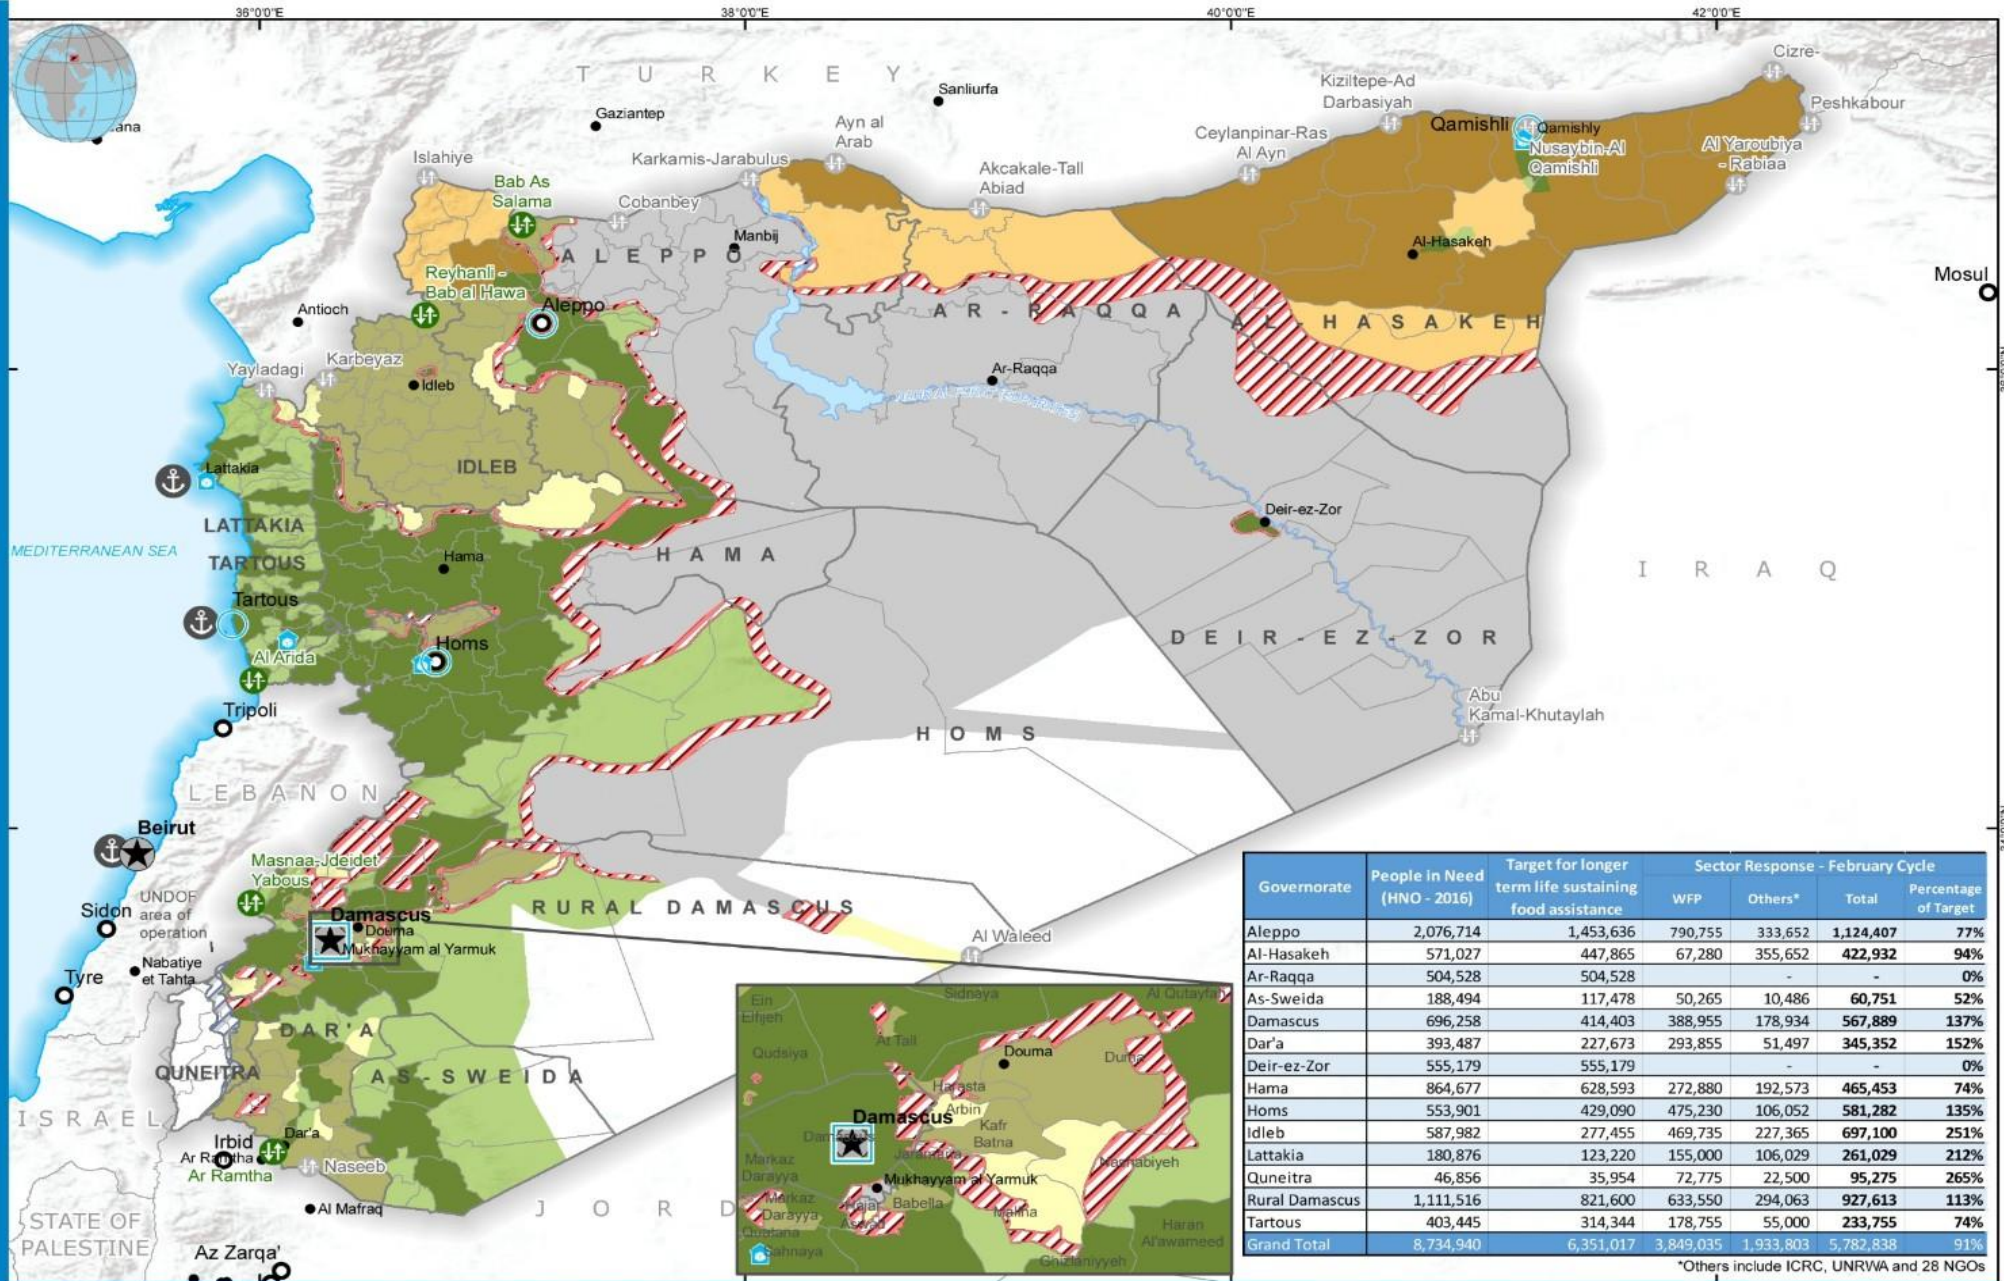 36°0'0"E
38°0'0"E
40°0'0"E
42°0'0"E
TURKEY
Cizre-
Kiziltepe-Ad
Darbasiyah
Peshkabour
Sanliurfa
Gaziantep
Ayn al
Arab
Qamishli
Qamishly
Ceylanpinar-Ras
Al Ayn
Nusaybin-Al
Qamishli
Al Yaroubiya
- Rabiaa
Islahiye
Karkamis-Jarabulus
Akcakale-Tall
Abiad
Bab As
Salama
Cobanbey
Manbij
Al-Hasakeh
ALEPPO
Reyhanli -
Bab al Hawa
Mosul
Antioch
Aleppo
AR-RAQQA
AL-HASAKEH
Karbeyaz
Yayladagi
Idleb
Ar-Raqqa
IDLEB
Lattakia
Deir-ez-Zor
LATTAKIA
MEDITERRANEAN SEA
TARTOUS
Hama
HAMA
IRAQ
Tartous
Homs
DEIR-EZ-ZOR
Al Arida
Abu
Kamal-Khutaylah
Tripoli
HOMS
LEBANON
Beirut
Masnaa-Jdeidet
Yabous
UNDOF
area of
operation
Sidon
Damascus
Douma
Mukhayyam al Yarmuk
RURAL DAMASCUS
Al Waleed
Nabatiye
et Tahta
Tyre
DAR'A
QUNEITRA
AS-SWEIDA
ISRAEL
Irbid
Dar'a
Ar Ramtha
Ar Ramtha
Naseeb
Al Mafraq
JORD
STATE OF
PALESTINE
Az Zarqa'
Ein
Elfijeh
Sidnaya
Al Qutayfah
Qudsiya
At Tall
Douma
Duma
Harasta
Arbin
Damascus
Damascus
Kafr
Batna
Jaramana
Nashabiyeh
Markaz
Darayya
Mukhayyam al Yarmuk
Markaz
Darayya
Hajar
Aswad
Babella
Maliha
Qatana
Sahnaya
Haran
Al'awameed
Ghizlaniyyeh
Governorate People in Need (HNO - 2016) Target for longer term life sustaining food assistance Sector Response - February Cycle
WFP Others* Total Percentage of Target
Aleppo 2,076,714 1,453,636 790,755 333,652 1,124,407 77%
Al-Hasakeh 571,027 447,865 67,280 355,652 422,932 94%
Ar-Raqqa 504,528 504,528 - - 0%
As-Sweida 188,494 117,478 50,265 10,486 60,751 52%
Damascus 696,258 414,403 388,955 178,934 567,889 137%
Dar'a 393,487 227,673 293,855 51,497 345,352 152%
Deir-ez-Zor 555,179 555,179 - - 0%
Hama 864,677 628,593 272,880 192,573 465,453 74%
Homs 553,901 429,090 475,230 106,052 581,282 135%
Idleb 587,982 277,455 469,735 227,365 697,100 251%
Lattakia 180,876 123,220 155,000 106,029 261,029 212%
Quneitra 46,856 35,954 72,775 22,500 95,275 265%
Rural Damascus 1,111,516 821,600 633,550 294,063 927,613 113%
Tartous 403,445 314,344 178,755 55,000 233,755 74%
Grand Total 8,734,940 6,351,017 3,849,035 1,933,803 5,782,838 91%
*Others include ICRC, UNRWA and 28 NGOs